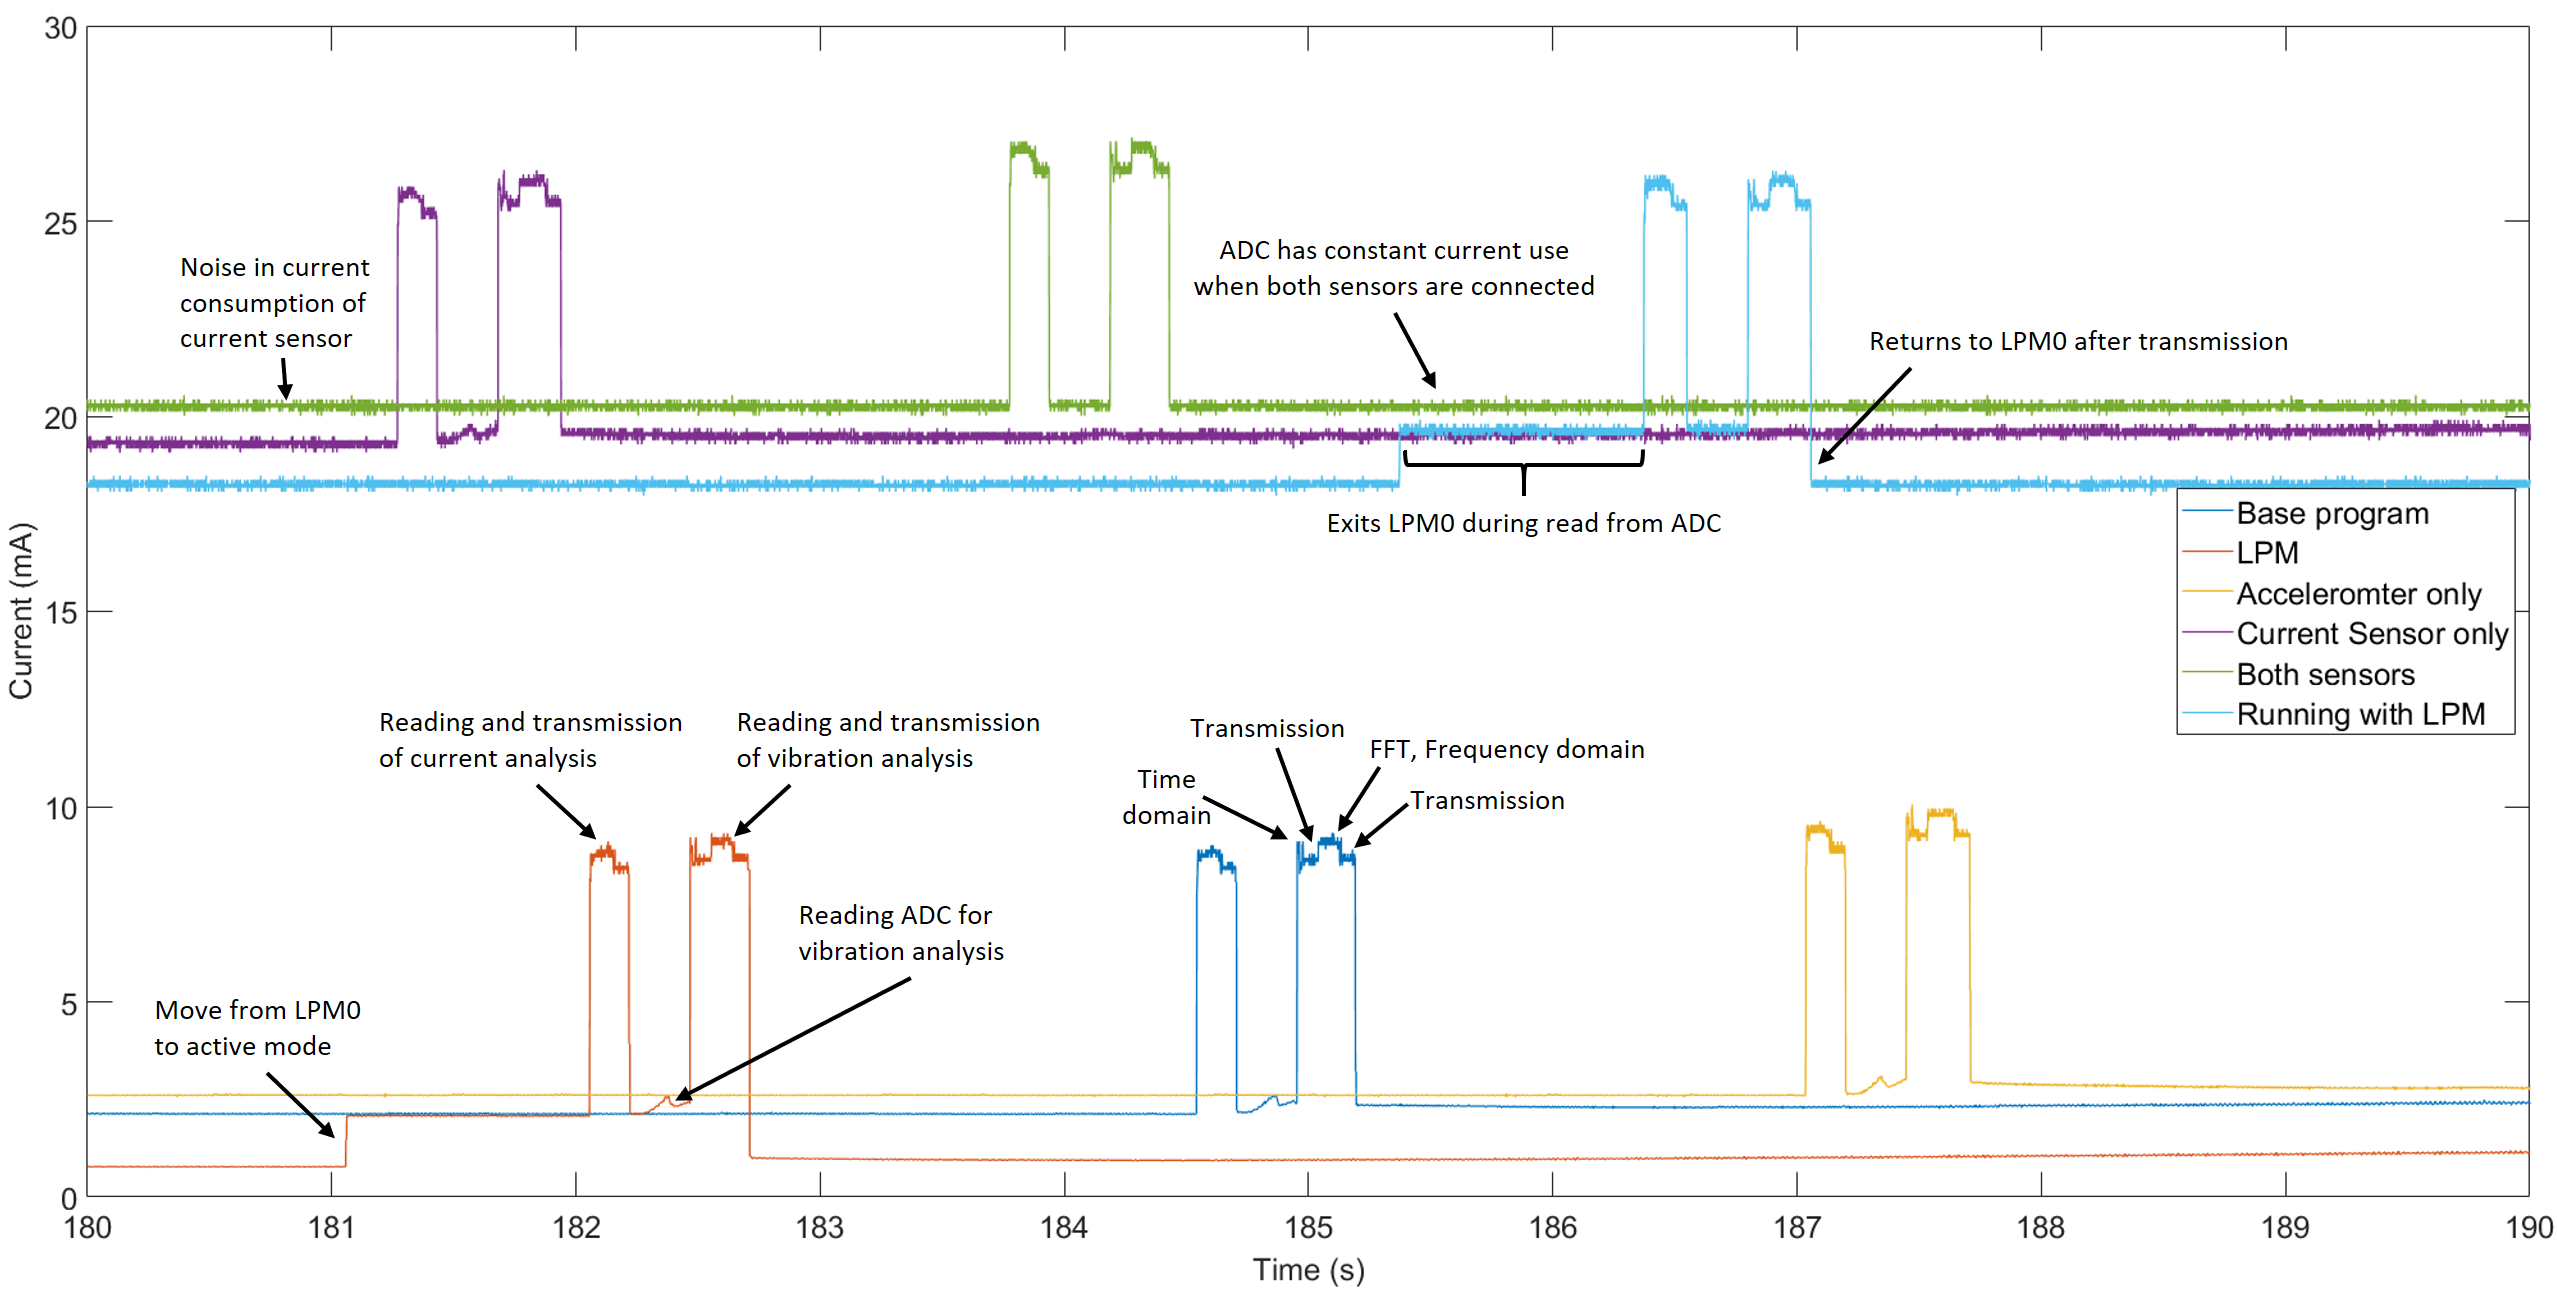 30
25
20
15
10
5
0
Current (mA)
180
181
182
183
184
185
186
187
188
189
190
Time (s)
Noise in current
consumption of
current sensor
ADC has constant current use
when both sensors are connected
Returns to LPM0 after transmission
Exits LPM0 during read from ADC
Base program
LPM
Acceleromter only
Current Sensor only
Both sensors
Running with LPM
Reading and transmission
of current analysis
Reading and transmission
of vibration analysis
Transmission
FFT, Frequency domain
Time
domain
Transmission
Reading ADC for
vibration analysis
Move from LPM0
to active mode